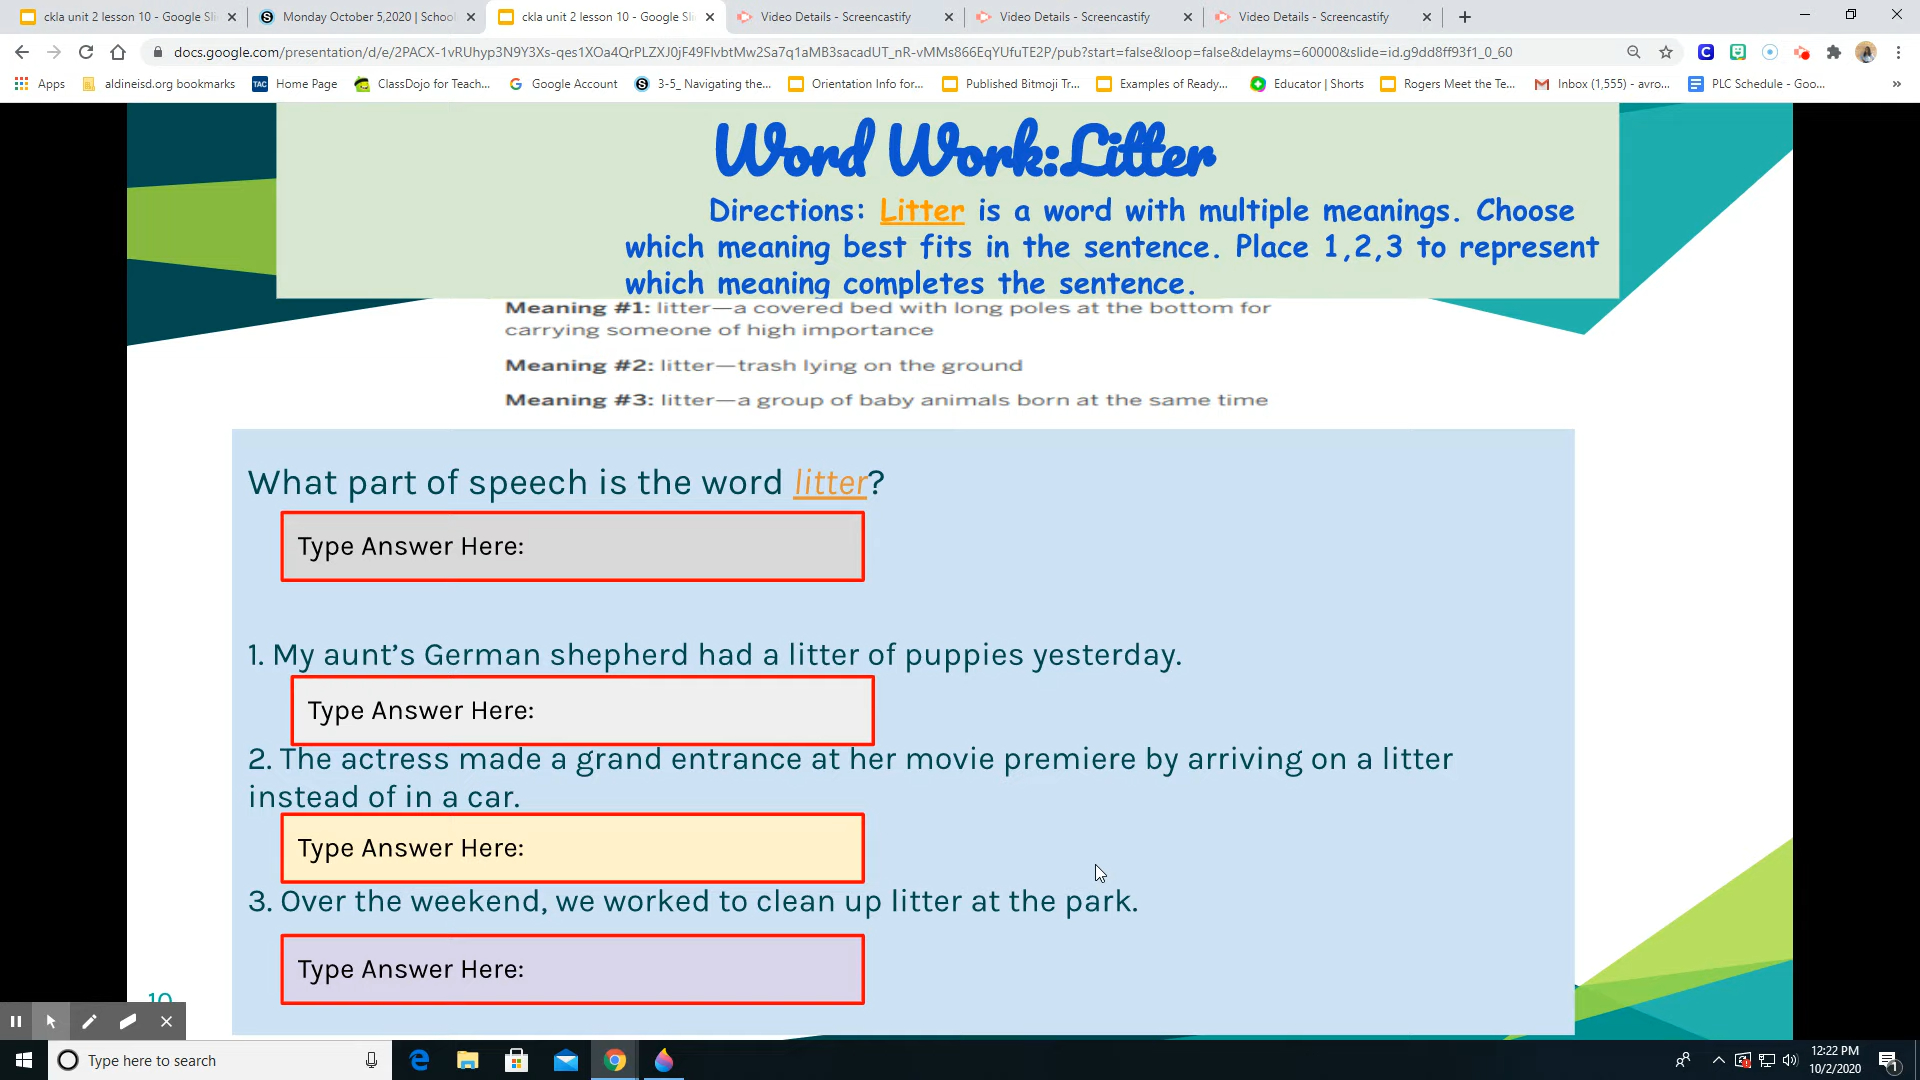 ckla unit 2 lesson 10 - Google Sli
Monday October 5,2020 | School
ckla unit 2 lesson 10 - Google Sli
Video Details - Screencastify
Video Details - Screencastify
Video Details - Screencastify
docs.google.com/presentation/d/e/2PACX-1vRUhyp3N9Y3Xs-qes1XOa4QrPLZXJ0jF49FlvbtMw2Sa7q1aMB3sacadUT_nR-vMMs866EqYUfuTE2P/pub?start=false&loop=false&delayms=60000&slide=id.g9dd8ff93f1_0_60
Apps aldineisd.org bookmarks TAC Home Page ClassDojo for Teach... Google Account 3-5_ Navigating the... Orientation Info for... Published Bitmoji Tr... Examples of Ready... Educator | Shorts Rogers Meet the Te... Inbox (1,555) - avro... PLC Schedule - Goo... »
Word Work:Litter
Directions: Litter is a word with multiple meanings. Choose
which meaning best fits in the sentence. Place 1,2,3 to represent
which meaning completes the sentence.
Meaning #1: litter—a covered bed with long poles at the bottom for
carrying someone of high importance
Meaning #2: litter—trash lying on the ground
Meaning #3: litter—a group of baby animals born at the same time
What part of speech is the word litter?
Type Answer Here:
1. My aunt's German shepherd had a litter of puppies yesterday.
Type Answer Here:
2. The actress made a grand entrance at her movie premiere by arriving on a litter
instead of in a car.
Type Answer Here:
3. Over the weekend, we worked to clean up litter at the park.
Type Answer Here:
10
Type here to search
12:22 PM
10/2/2020
1